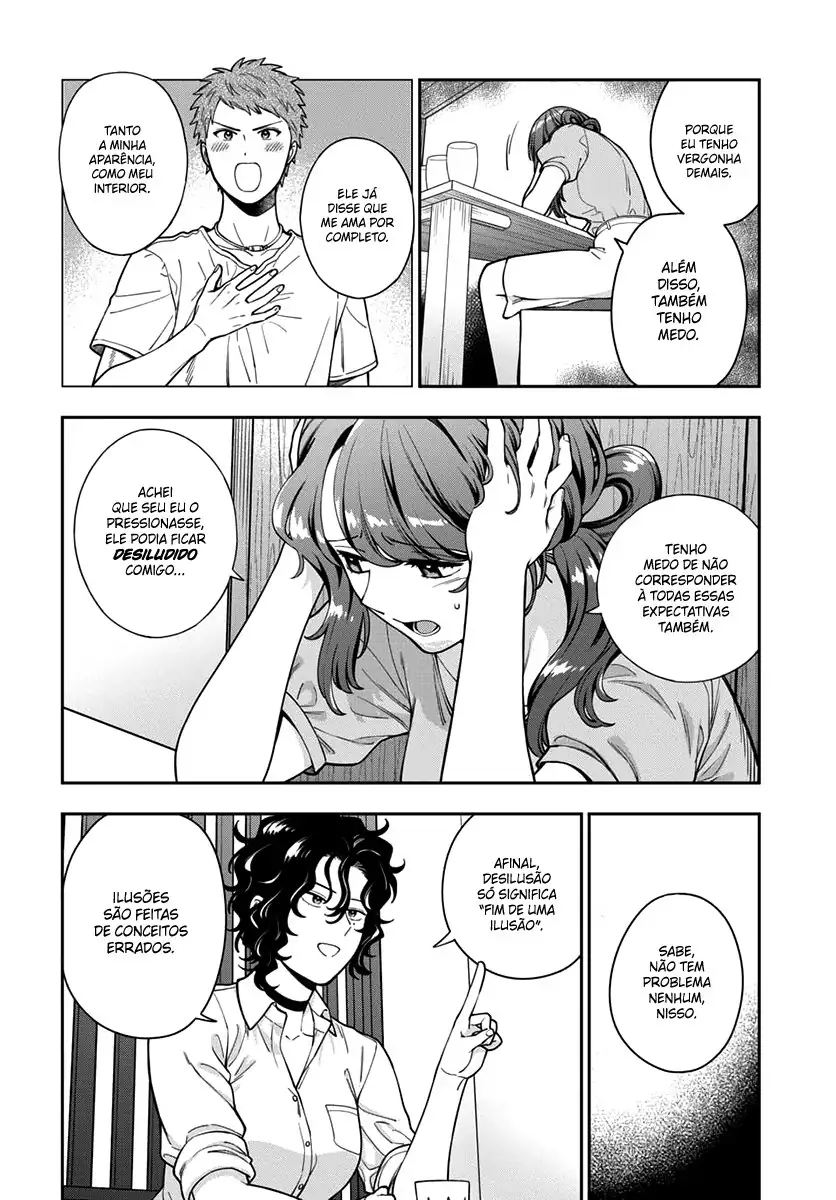 PORQUE
EU TENHO
VERGONHA
DEMAIS.
ALÉM
DISSO,
TAMBÉM
TENHO
MEDO.
ELE JÁ
DISSE QUE
ME AMA POR
COMPLETO.
TANTO
A MINHA
APARÊNCIA,
COMO MEU
INTERIOR.
TENHO
MEDO DE NÃO
CORRESPONDER
À TODAS ESSAS
EXPECTATIVAS
TAMBÉM.
ACHEI
QUE SEU EU O
PRESSIONASSE,
ELE PODIA FICAR
DESILUDIDO
COMIGO...
SABE,
NÃO TEM
PROBLEMA
NENHUM,
NISSO.
AFINAL,
DESILUSÃO
SÓ SIGNIFICA
"FIM DE UMA
ILUSÃO".
ILUSÕES
SÃO FEITAS
DE CONCEITOS
ERRADOS.